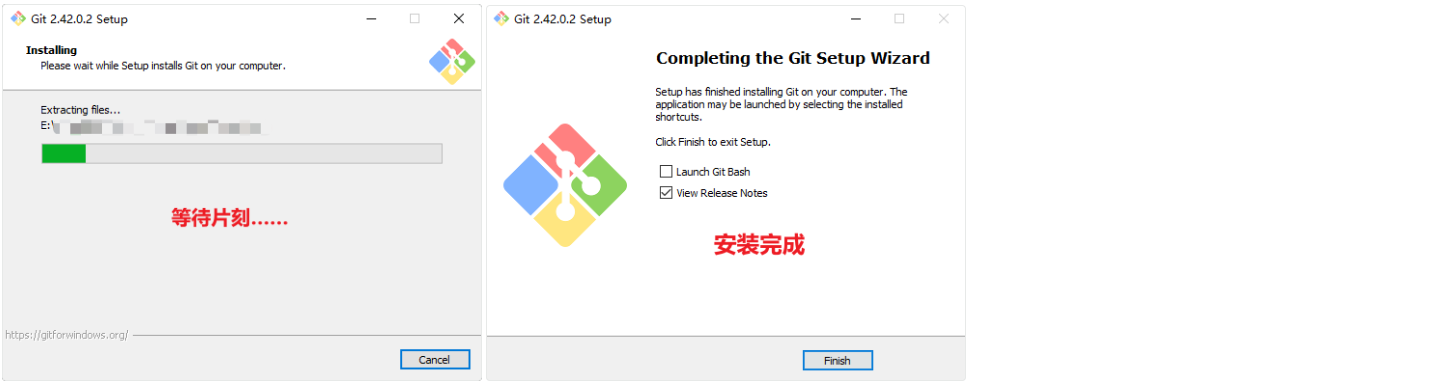 Git 2.42.0.2 Setup
Installing
Please wait while Setup installs Git on your computer.
Extracting files...
E:\
等待片刻......
https://gitforwindows.org/
Cancel
Git 2.42.0.2 Setup
Completing the Git Setup Wizard
Setup has finished installing Git on your computer. The
application may be launched by selecting the installed
shortcuts.
Click Finish to exit Setup.
Launch Git Bash
View Release Notes
安装完成
Finish